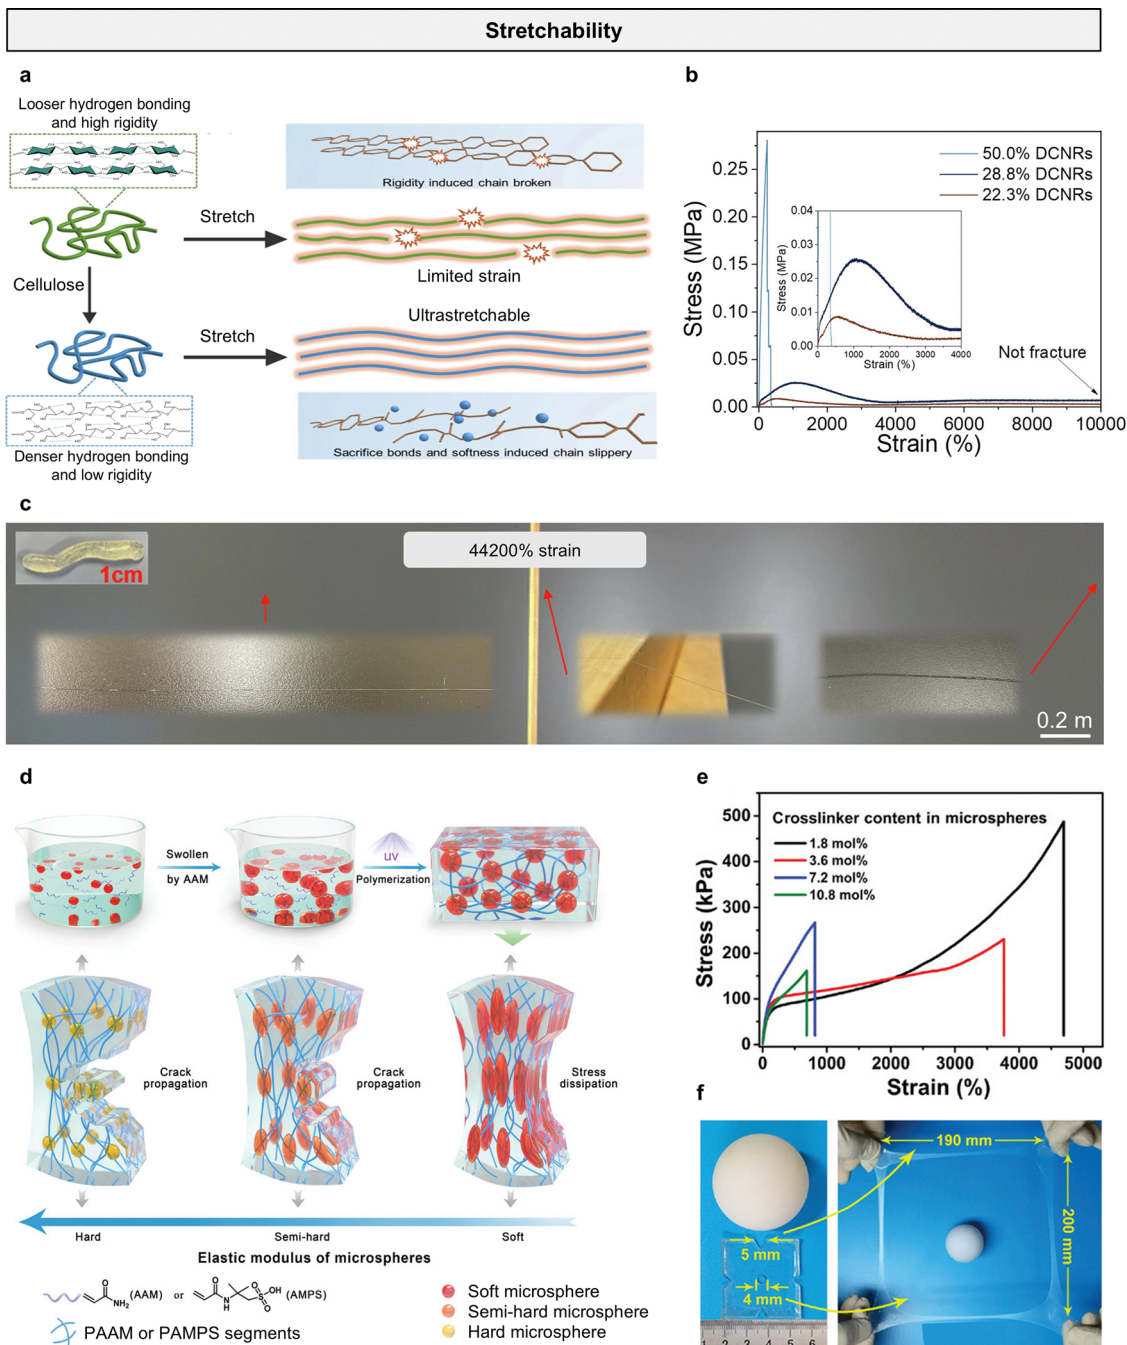 Stretchability
a
Looser hydrogen bonding
and high rigidity
Rigidity induced chain broken
Stretch
Limited strain
Cellulose
Ultrastretchable
Stretch
Sacrifice bonds and softness induced chain slippery
Denser hydrogen bonding
and low rigidity
b
50.0% DCNRs
28.8% DCNRs
22.3% DCNRs
Stress (MPa)
0.25
0.20
0.15
0.10
0.05
0.00
0 2000 4000 6000 8000 10000
Strain (%)
Stress (MPa)
0.04
0.03
0.02
0.01
0.00
0 1000 2000 3000 4000
Strain (%)
Not fracture
c
1cm
44200% strain
0.2 m
d
Swollen
by AAM
UV
Polymerization
Crack
propagation
Crack
propagation
Stress
dissipation
Hard
Semi-hard
Soft
Elastic modulus of microspheres
O
NH2
(AAM) or
O
N
H
O
S
O
OH
(AMPS)
PAAM or PAMPS segments
Soft microsphere
Semi-hard microsphere
Hard microsphere
e
Crosslinker content in microspheres
1.8 mol%
3.6 mol%
7.2 mol%
10.8 mol%
Stress (kPa)
500
400
300
200
100
0
0 1000 2000 3000 4000 5000
Strain (%)
f
5 mm
4 mm
190 mm
200 mm
1 2 3 4 5 6